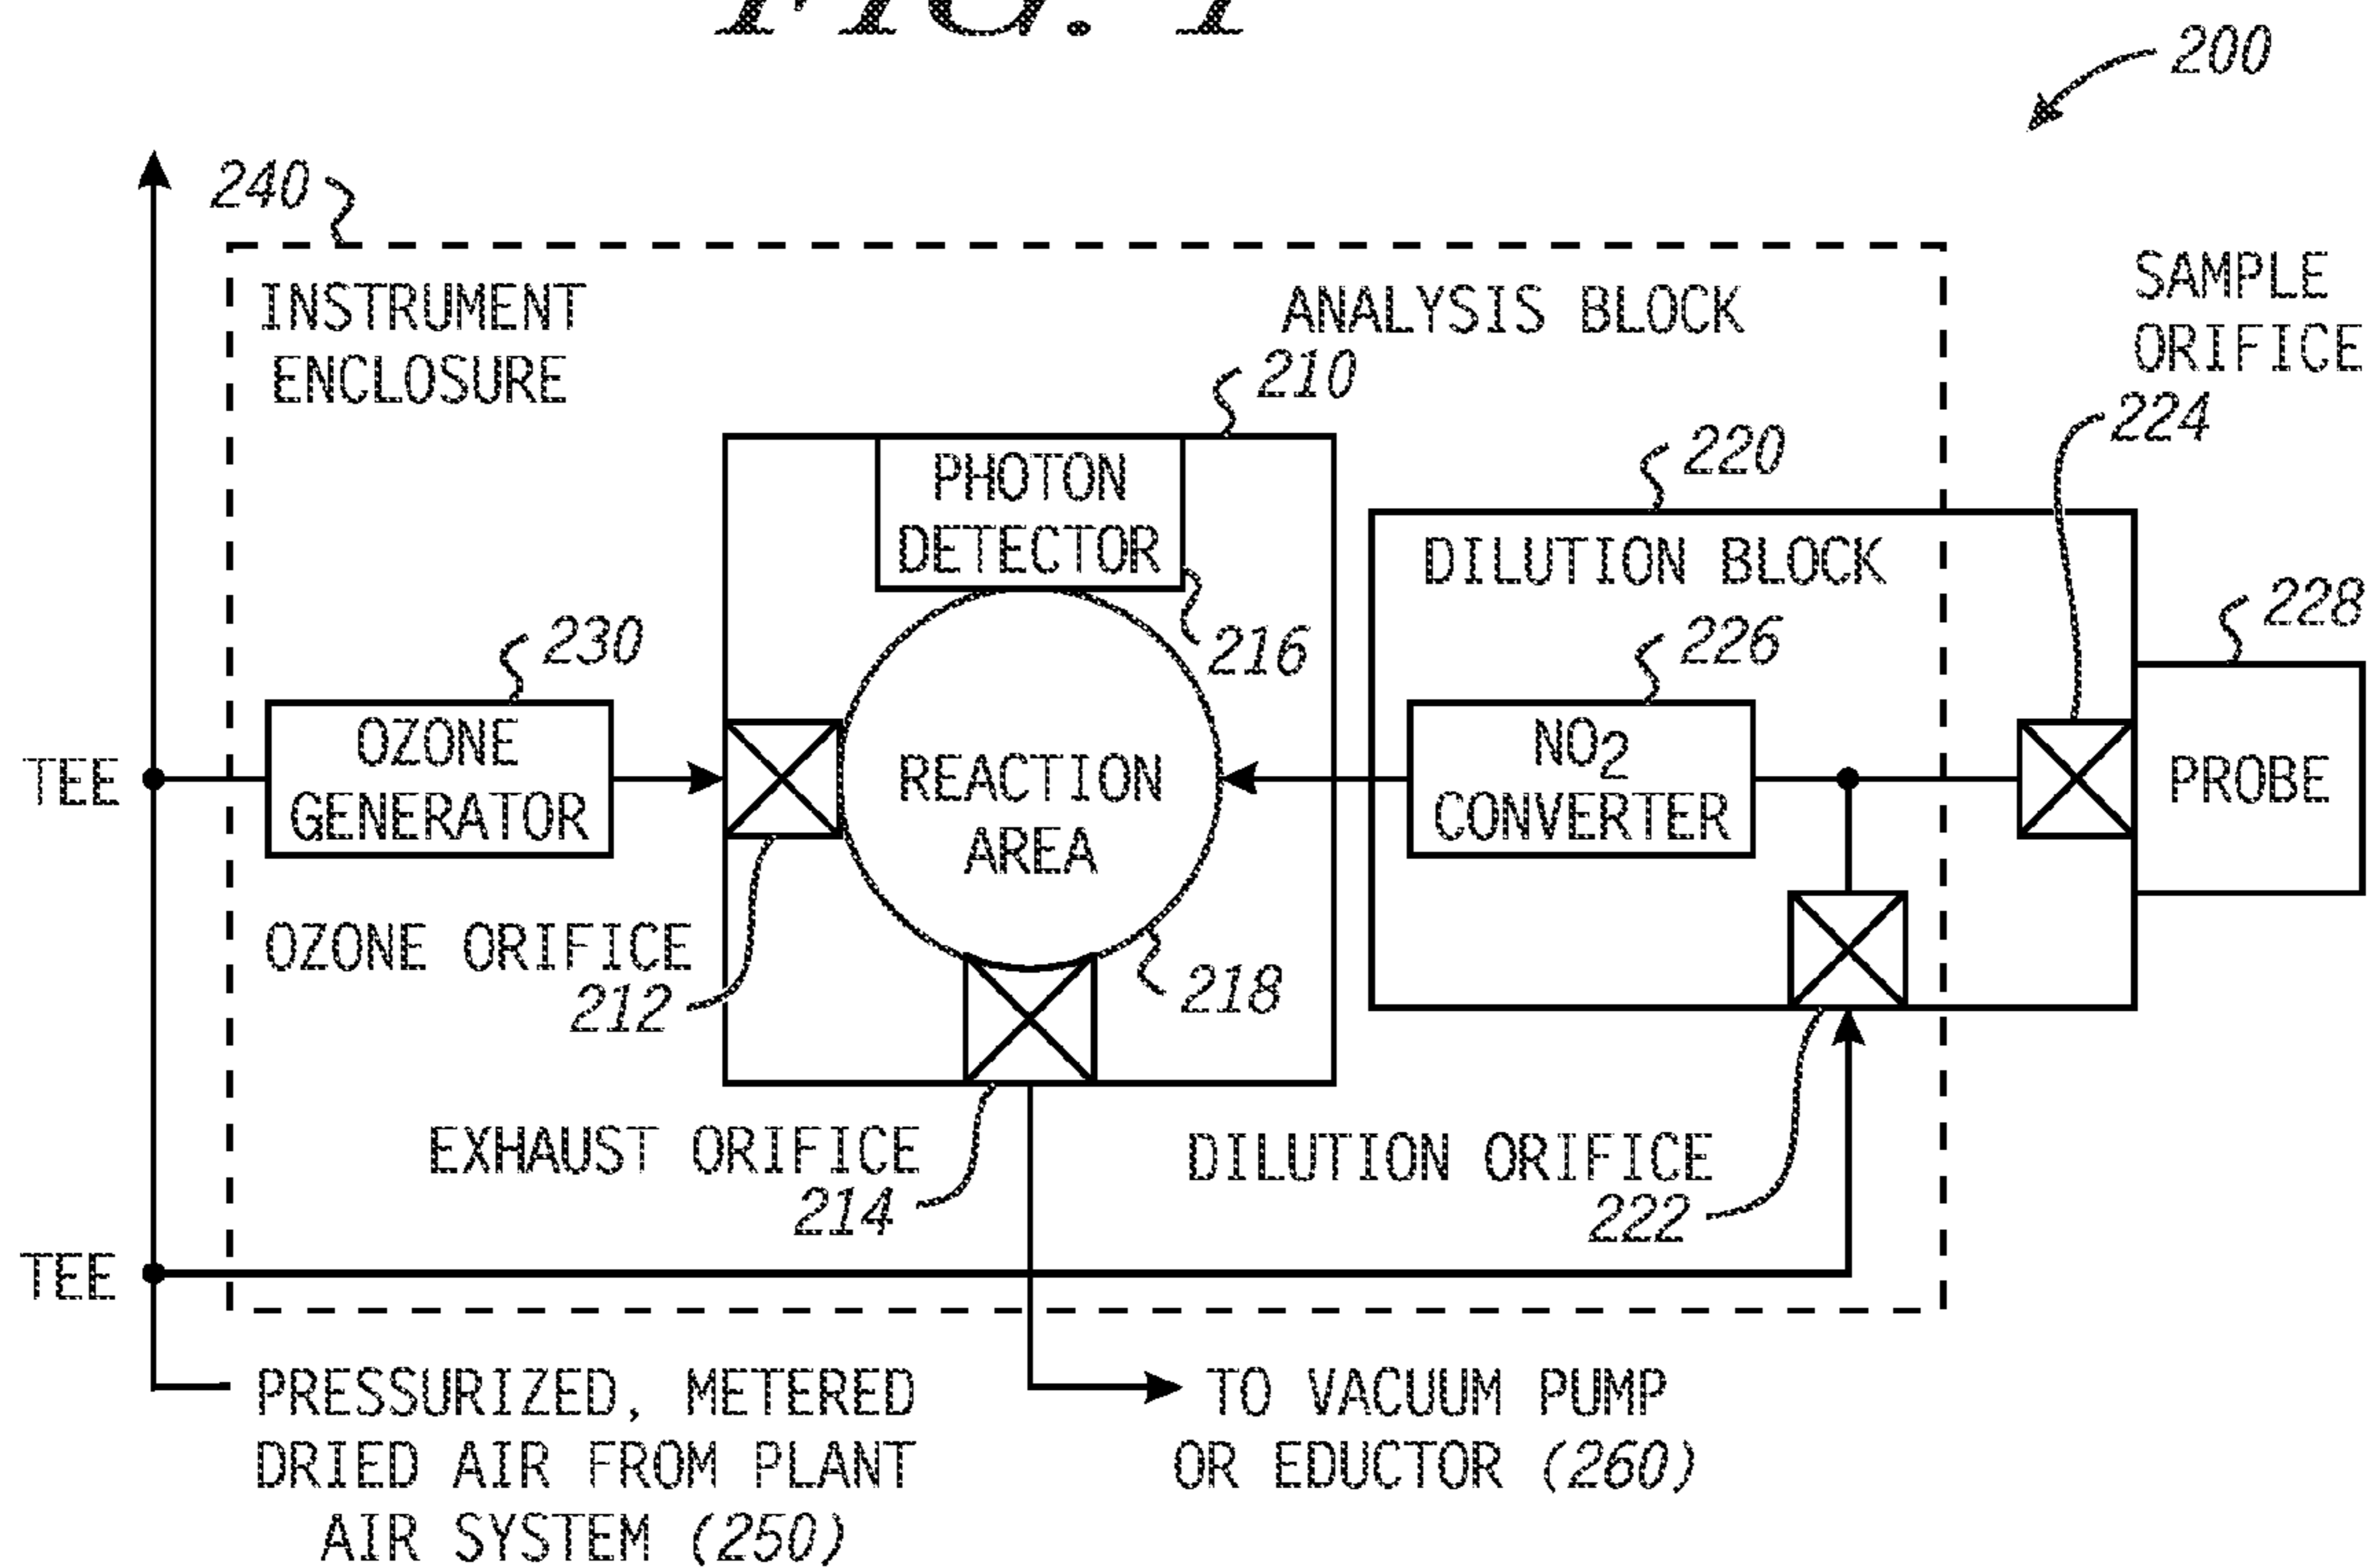 FIG. 1
200
240
INSTRUMENT
ENCLOSURE
ANALYSIS BLOCK
210
SAMPLE
ORIFICE
224
PHOTON
DETECTOR
216
220
DILUTION BLOCK
228
230
226
TEE
OZONE
GENERATOR
REACTION
AREA
NO2
CONVERTER
PROBE
OZONE ORIFICE
212
218
EXHAUST ORIFICE
214
DILUTION ORIFICE
222
TEE
PRESSURIZED, METERED
DRIED AIR FROM PLANT
AIR SYSTEM (250)
TO VACUUM PUMP
OR EDUCTOR (260)